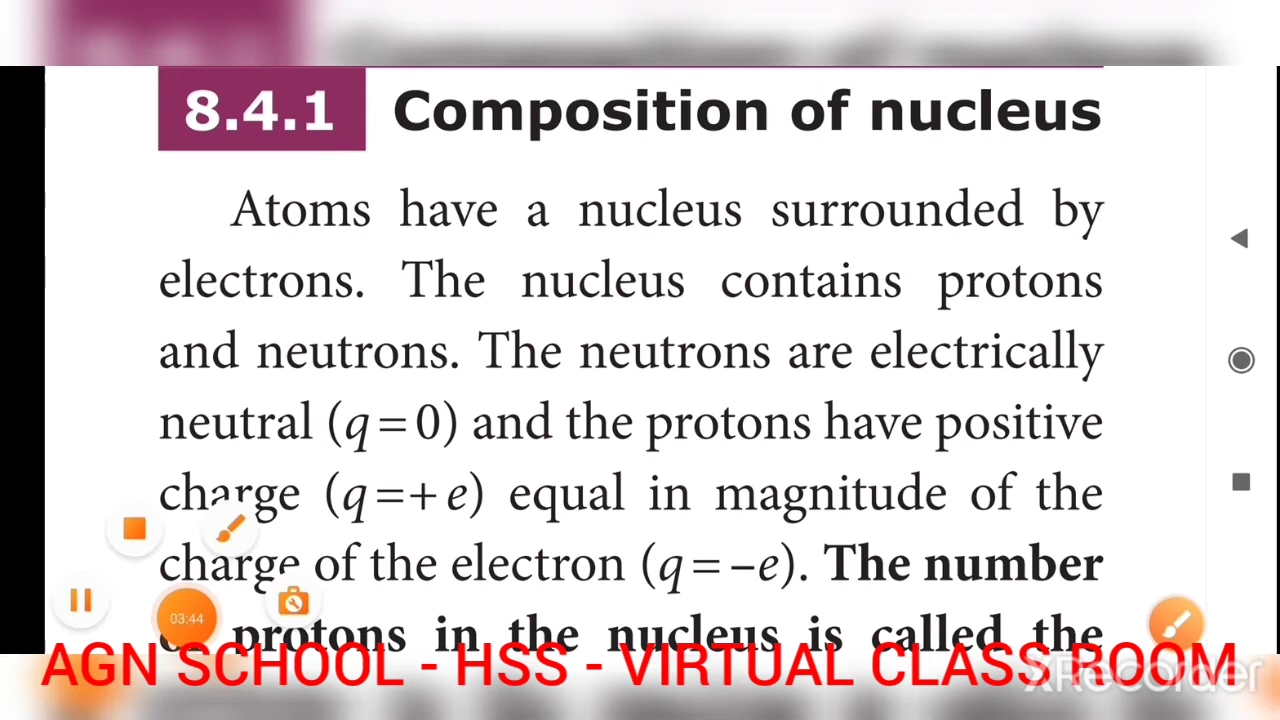 8.4.1 Composition of nucleus
Atoms have a nucleus surrounded by
electrons. The nucleus contains protons
and neutrons. The neutrons are electrically
neutral (q = 0) and the protons have positive
charge (q = + e) equal in magnitude of the
charge of the electron (q = –e). The number
of protons in the nucleus is called the
03:44
AGN SCHOOL - HSS - VIRTUAL CLASS ROOM
XRecorder